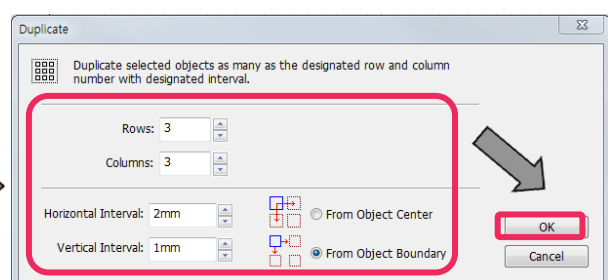 Duplicate
Duplicate selected objects as many as the designated row and column
number with designated interval.
Rows: 3
Columns: 3
Horizontal Interval: 2mm
From Object Center
Vertical Interval: 1mm
From Object Boundary
OK
Cancel